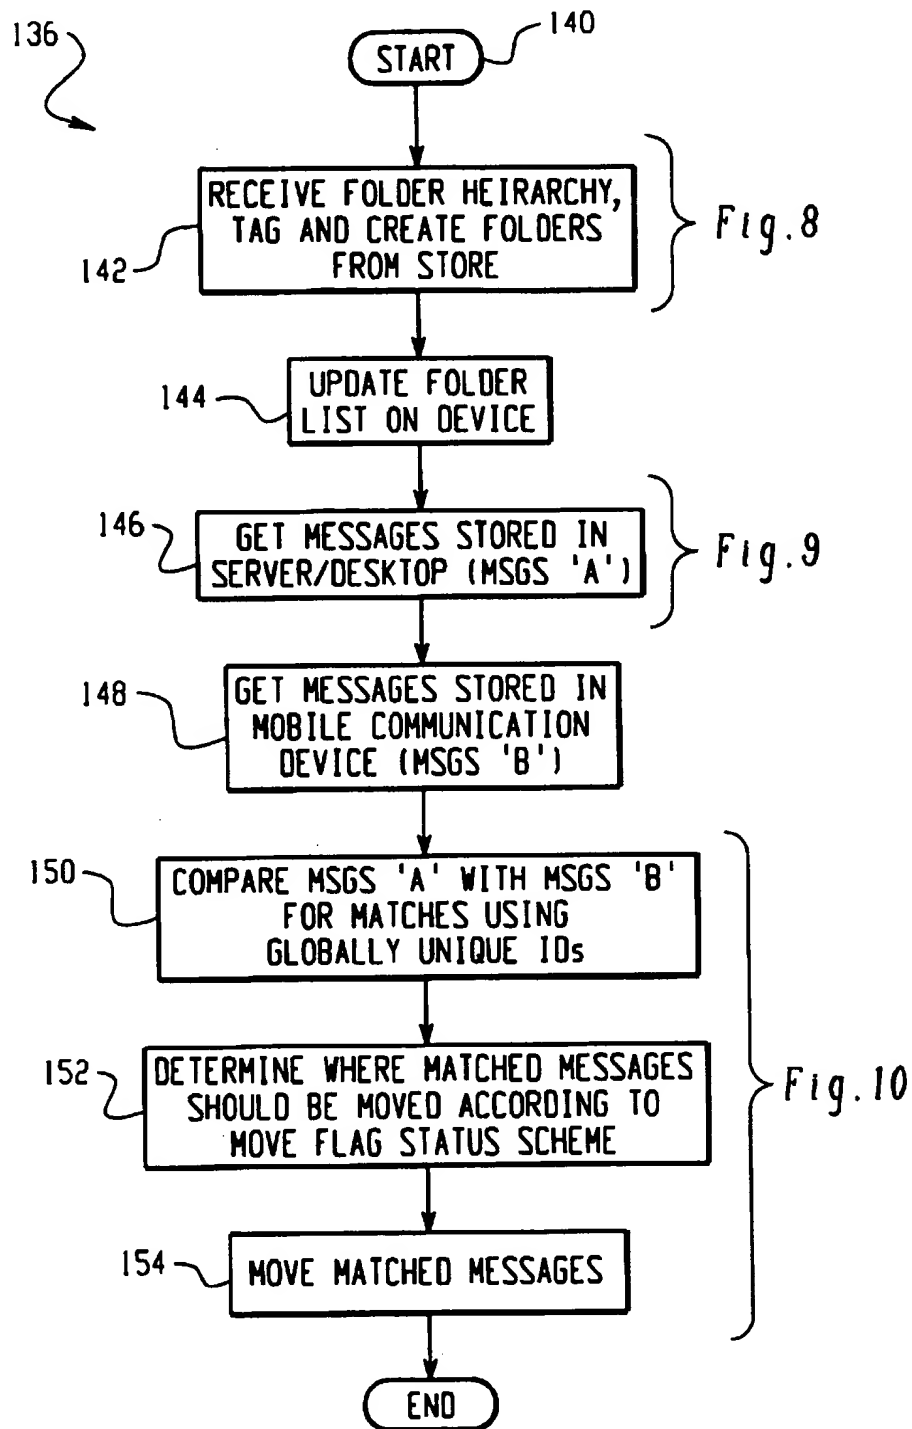 136
START
140
RECEIVE FOLDER HEIRARCHY,
TAG AND CREATE FOLDERS
FROM STORE
142
Fig.8
UPDATE FOLDER
LIST ON DEVICE
144
GET MESSAGES STORED IN
SERVER/DESKTOP (MSGS 'A')
146
Fig.9
GET MESSAGES STORED IN
MOBILE COMMUNICATION
DEVICE (MSGS 'B')
148
COMPARE MSGS 'A' WITH MSGS 'B'
FOR MATCHES USING
GLOBALLY UNIQUE IDs
150
DETERMINE WHERE MATCHED MESSAGES
SHOULD BE MOVED ACCORDING TO
MOVE FLAG STATUS SCHEME
152
Fig.10
MOVE MATCHED MESSAGES
154
END